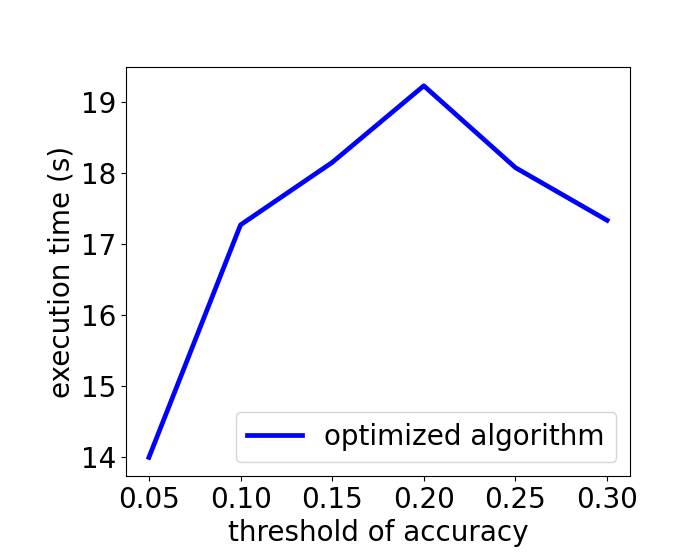 19
18
17
16
15
14
execution time (s)
optimized algorithm
0.05 0.10 0.15 0.20 0.25 0.30
threshold of accuracy